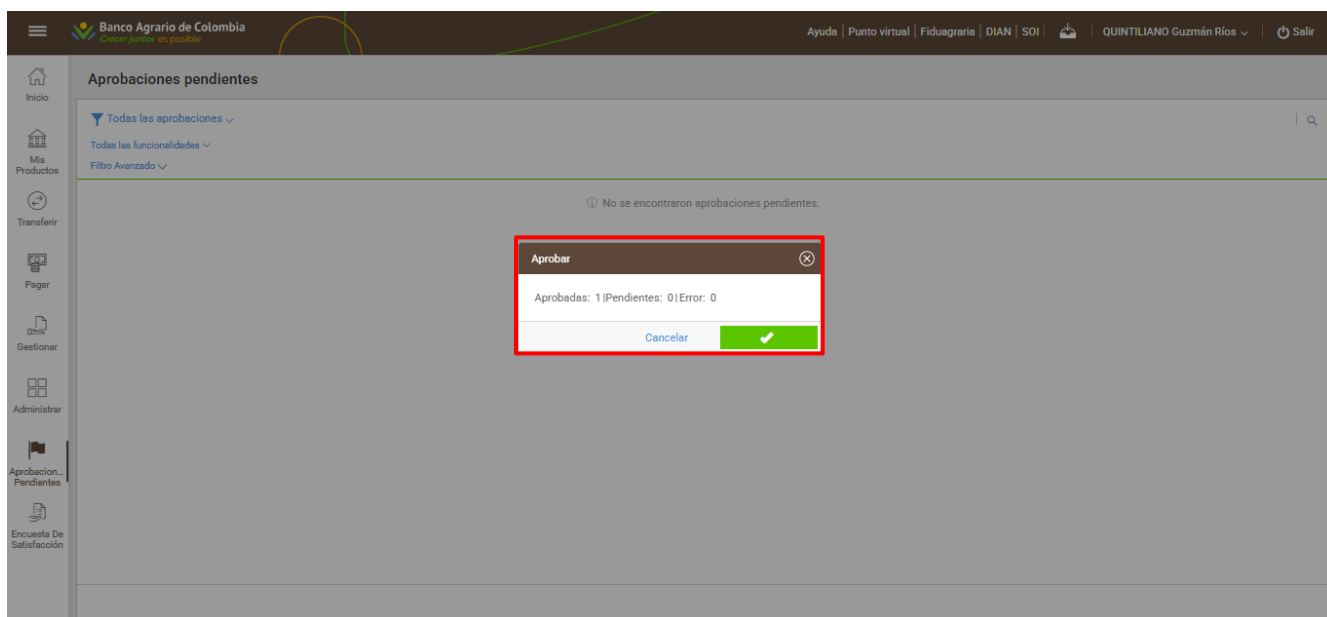 Banco Agrario de Colombia
Crecer juntos es posible
Ayuda | Punto virtual | Fiduagraria | DIAN | SOI | QUINTILIANO Guzmán Ríos | Salir
Inicio
Mis
Productos
Transferir
Pagar
Gestionar
Administrar
Aprobacion...
Pendientes
Encuesta De
Satisfacción
Aprobaciones pendientes
Todas las aprobaciones
Todas las funcionalidades
Filtro Avanzado
No se encontraron aprobaciones pendientes.
Aprobar
Aprobadas: 1|Pendientes: 0|Error: 0
Cancelar